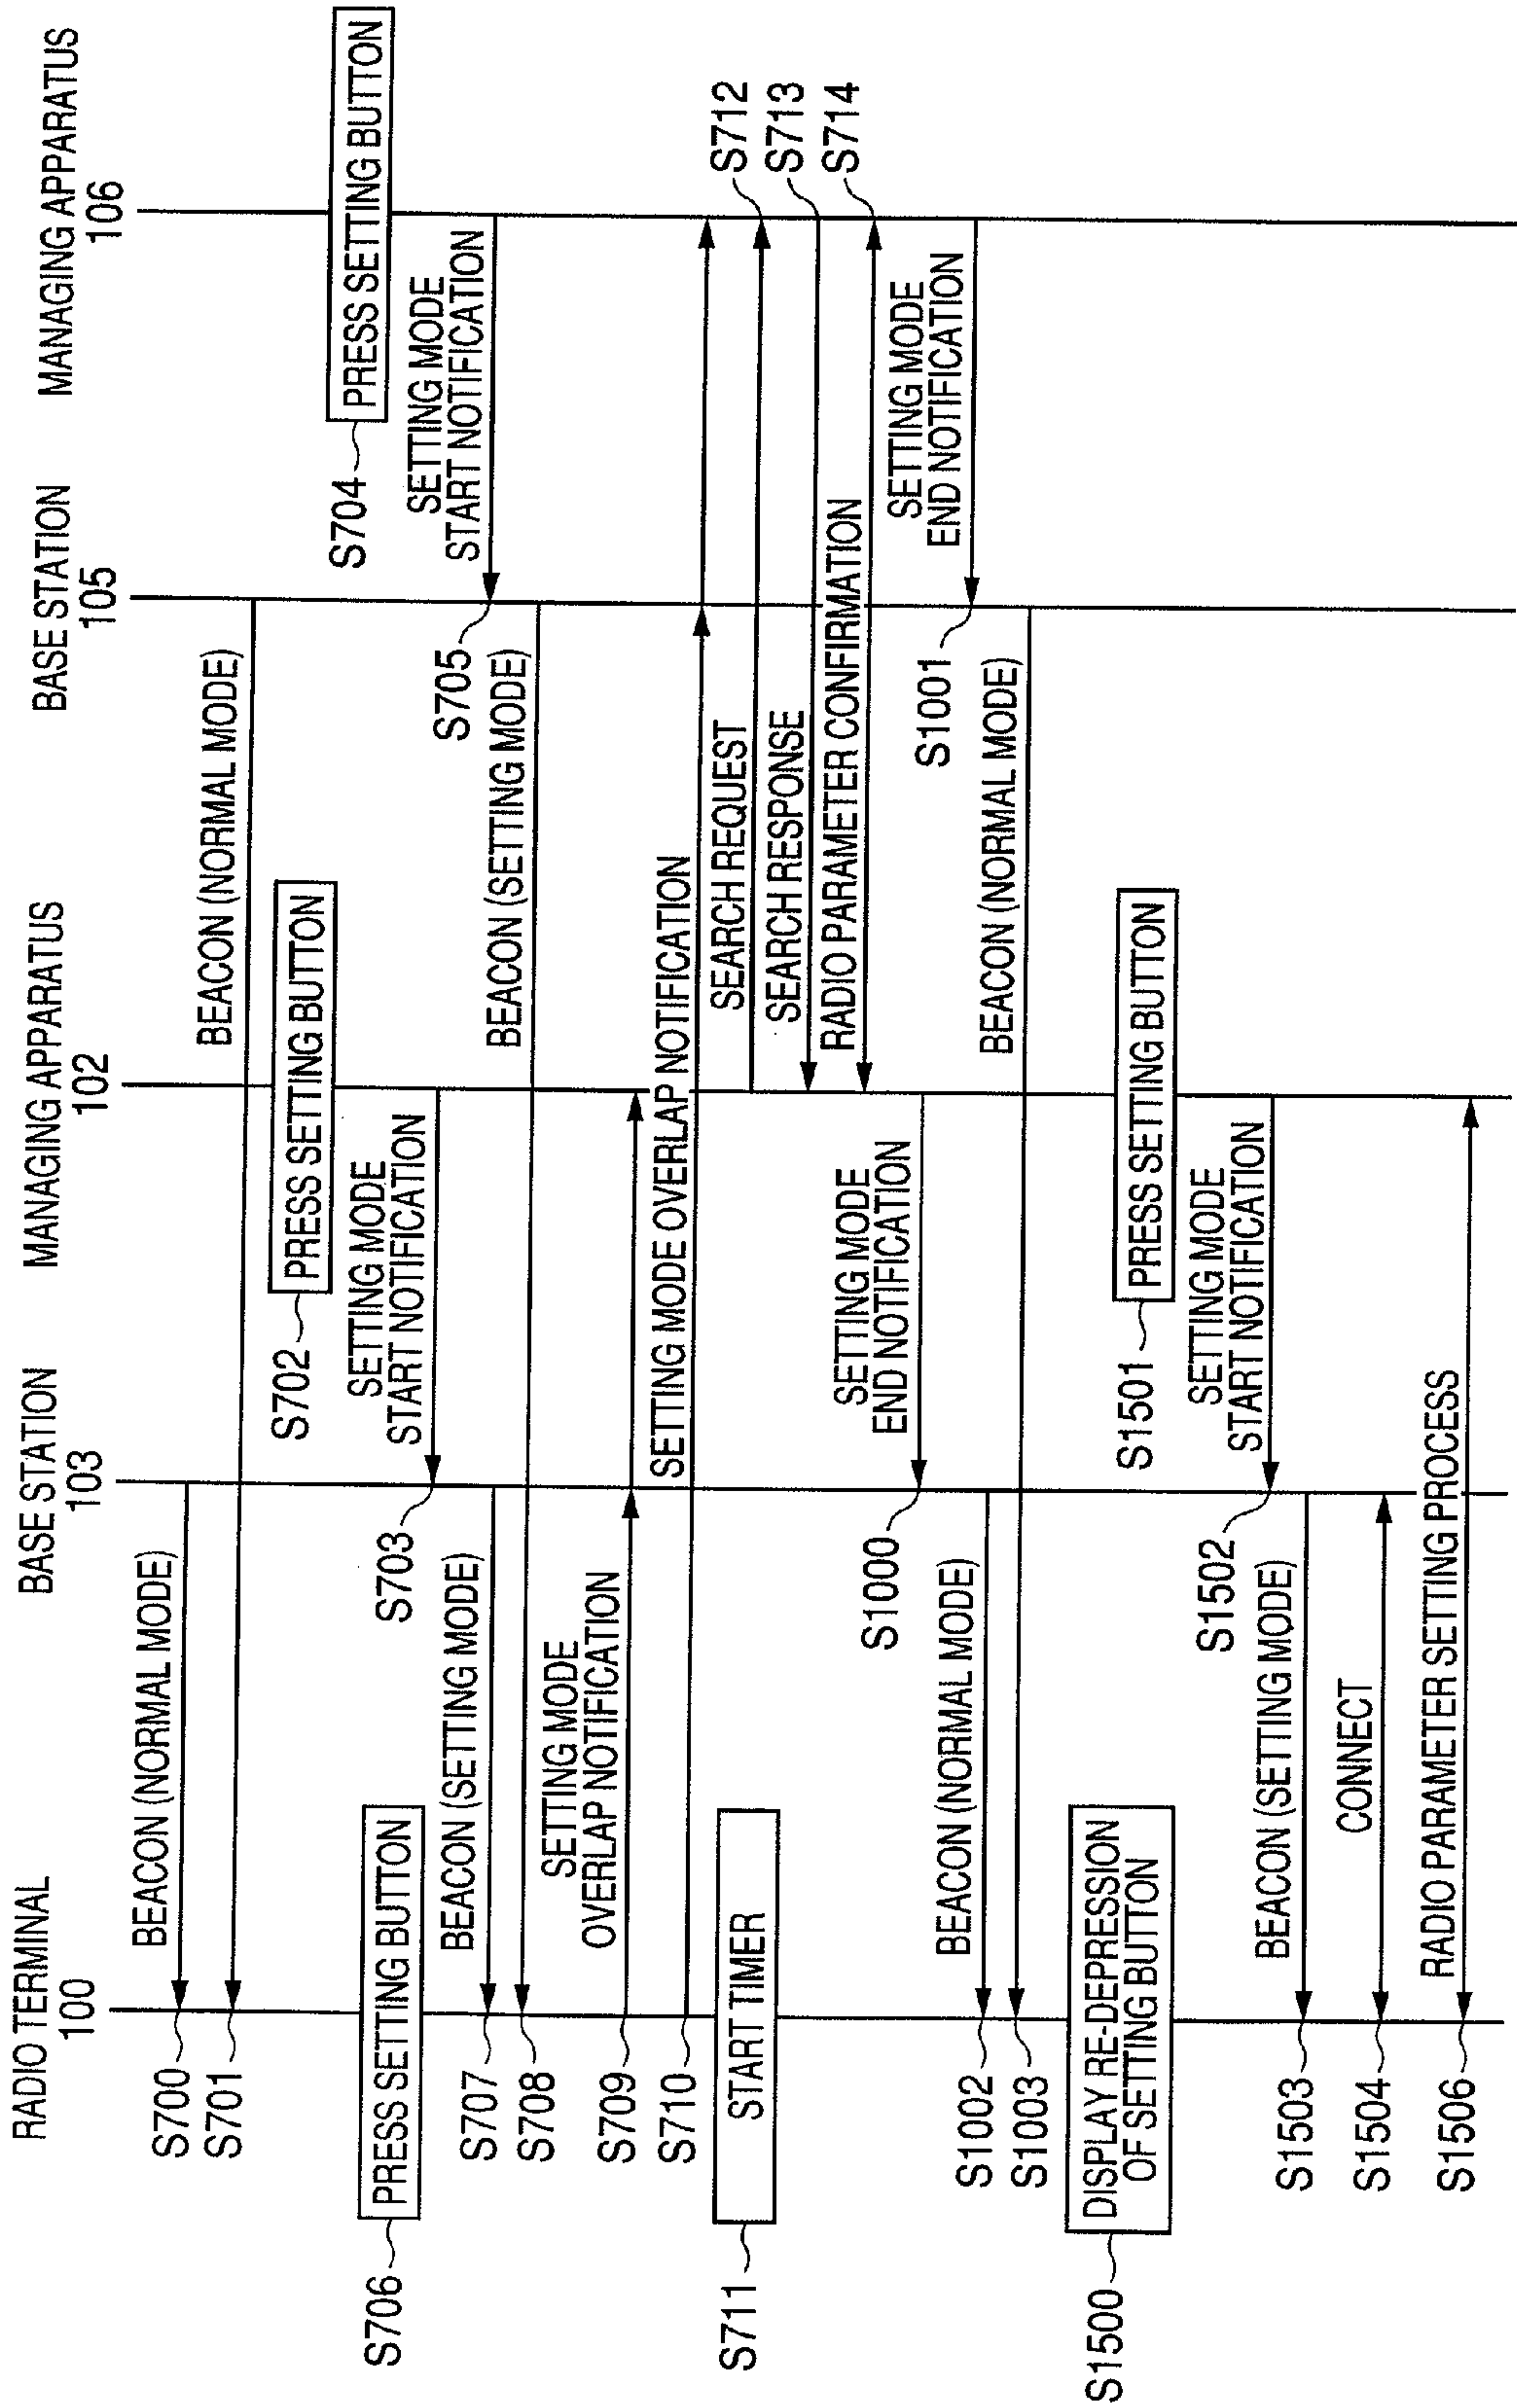 RADIO TERMINAL
100
BASE STATION
103
MANAGING APPARATUS
102
BASE STATION
105
MANAGING APPARATUS
106
S700
BEACON (NORMAL MODE)
S701
BEACON (NORMAL MODE)
S702
PRESS SETTING BUTTON
S704
PRESS SETTING BUTTON
S706
PRESS SETTING BUTTON
S703
SETTING MODE
START NOTIFICATION
S705
SETTING MODE
START NOTIFICATION
S707
BEACON (SETTING MODE)
S708
BEACON (SETTING MODE)
S709
SETTING MODE
OVERLAP NOTIFICATION
S710
SETTING MODE OVERLAP NOTIFICATION
S711
START TIMER
SEARCH REQUEST
S712
SEARCH RESPONSE
S713
RADIO PARAMETER CONFIRMATION
S714
S1000
SETTING MODE
END NOTIFICATION
S1001
SETTING MODE
END NOTIFICATION
S1002
BEACON (NORMAL MODE)
S1003
BEACON (NORMAL MODE)
S1500
DISPLAY RE-DEPRESSION
OF SETTING BUTTON
S1501
PRESS SETTING BUTTON
S1502
SETTING MODE
START NOTIFICATION
S1503
BEACON (SETTING MODE)
S1504
CONNECT
S1506
RADIO PARAMETER SETTING PROCESS